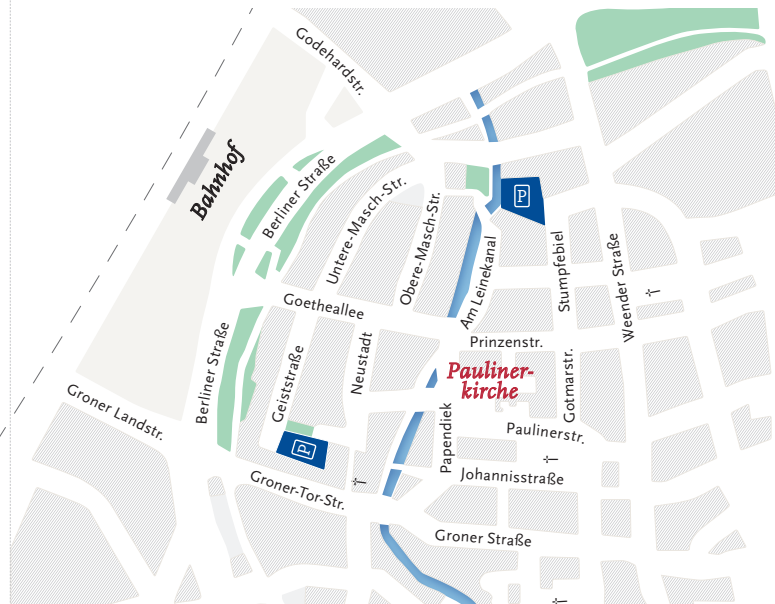 Godehardstr.
Bahnhof
Berliner Straße
Untere-Masch-Str.
Obere-Masch-Str.
P
Am Leinekanal
Stumpfebiel
Weender Straße
Goetheallee
Prinzenstr.
Berliner Straße
Geiststraße
Neustadt
Pauliner-
kirche
Gotmarstr.
Groner Landstr.
Papendiek
Paulinerstr.
P
Johannisstraße
Groner-Tor-Str.
Groner Straße